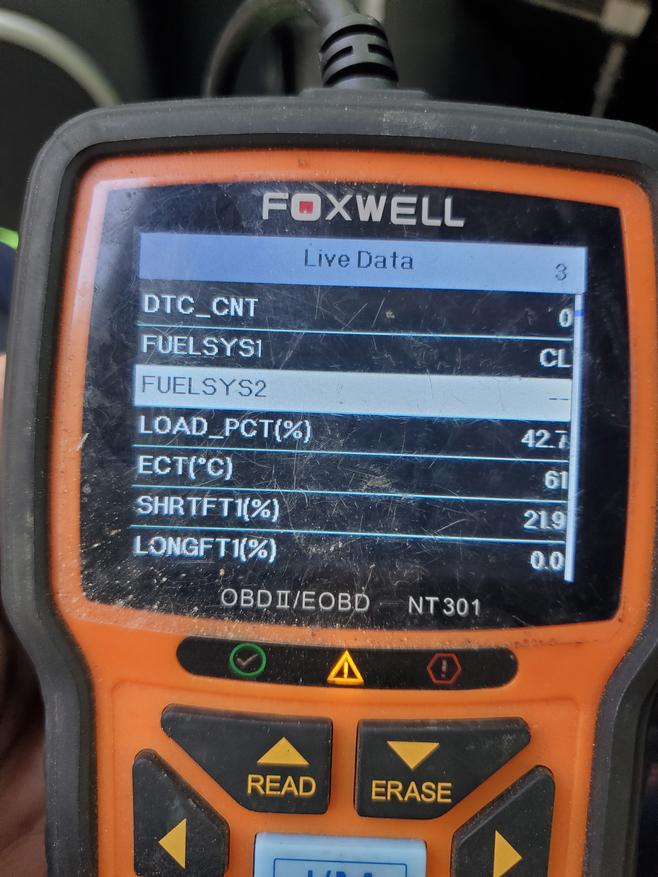 FOXWELL
Live Data 3
DTC_CNT 0
FUELSYS1 CL
FUELSYS2 --
LOAD_PCT(%) 42.7
ECT(°C) 61
SHRTFT1(%) 21.9
LONGFT1(%) 0.0
OBDII/EOBD NT301
READ ERASE
I/M